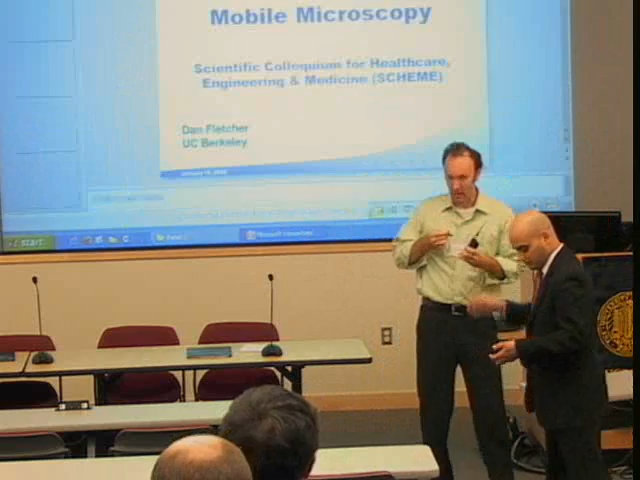 Mobile Microscopy
Scientific Colloquium for Healthcare,
Engineering & Medicine (SCHEME)
Dan Fletcher
UC Berkeley
start